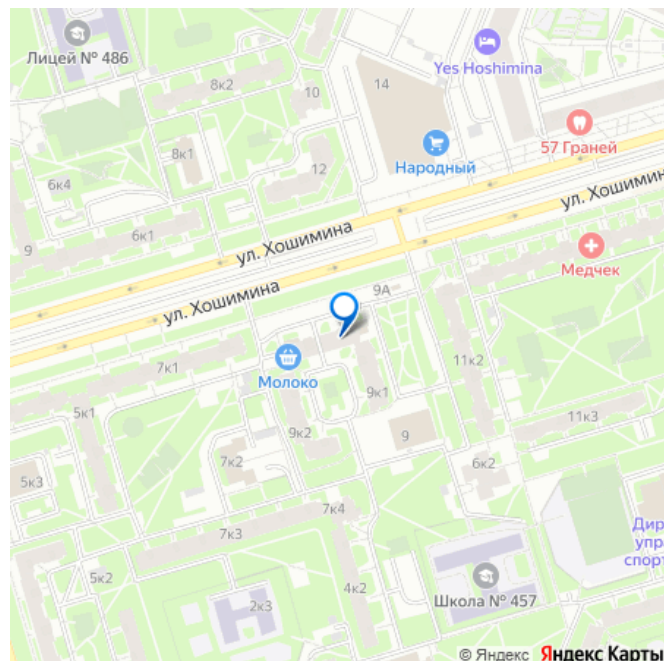 Лицей № 486
Yes Hoshimina
8к2
10
14
57 Граней
Народный
8к1
12
6к4
ул. Хошимин
9
6к1
ул. Хошимина
Медчек
ул. Хошимина
9А
7к1
Молоко
11к2
9к1
5к1
11к3
9к2
9
7к2
6к2
5к3
7к4
7к3
Дир
упра
спорт
5к2
4к2
Школа № 457
2к3
© Яндекс Яндекс Карты